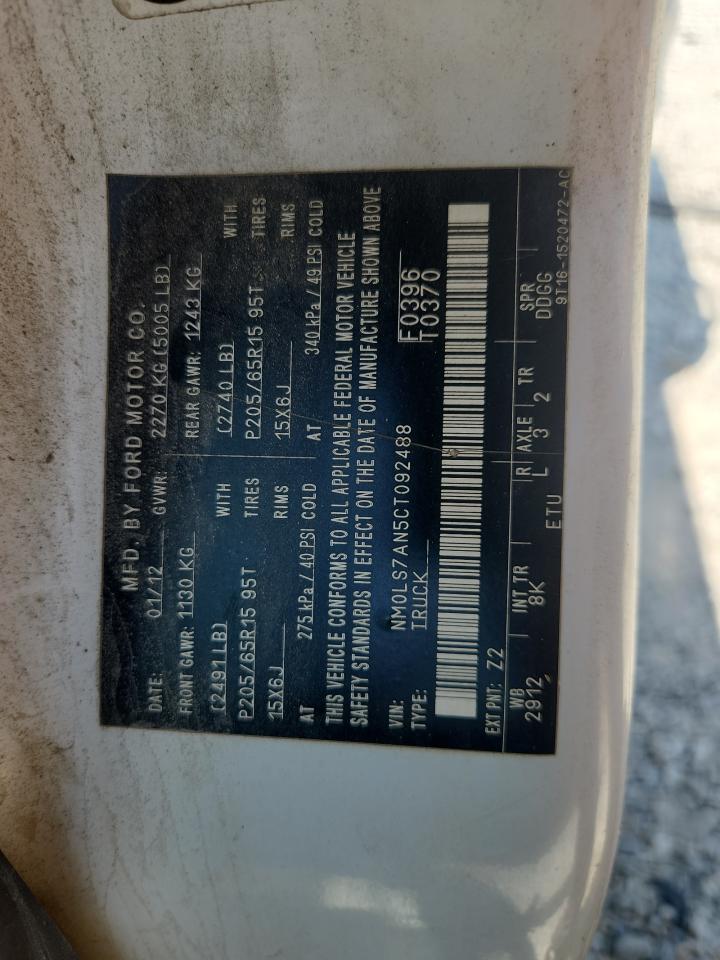 MFD. BY FORD MOTOR CO.
DATE: 01/12 GVWR: 2270 KG (5005 LB)
FRONT GAWR: 1130 KG REAR GAWR: 1243 KG
(2491LB) WITH (2740 LB) WITH
P205/65R15 95T TIRES P205/65R15 95T TIRES
15X6J RIMS 15X6J RIMS
AT 275 kPa / 40 PSI COLD AT 340 kPa / 49 PSI COLD
THIS VEHICLE CONFORMS TO ALL APPLICABLE FEDERAL MOTOR VEHICLE
SAFETY STANDARDS IN EFFECT ON THE DATE OF MANUFACTURE SHOWN ABOVE
VIN: NM0LS7AN5CT092488 F0396
TYPE: TRUCK T0370
EXT PNT: Z2
WB INT TR R AXLE TR SPR
2912 8K L 3 2 DDGG
ETU 9T16-1520472-AC